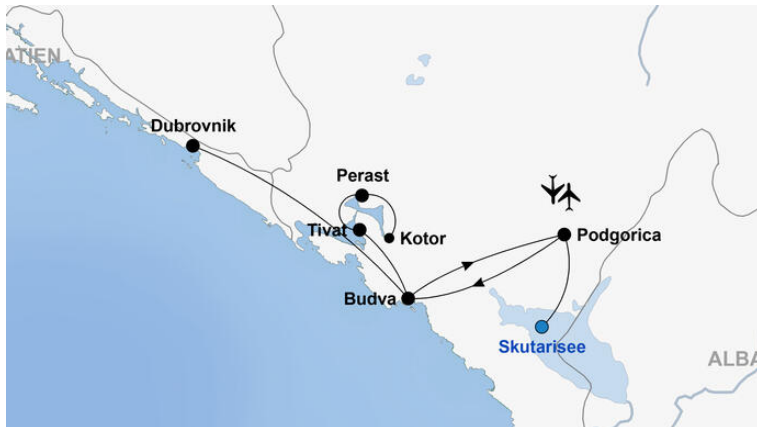 ATIEN
Dubrovnik
Perast
Tivat
Kotor
Podgorica
Budva
Skutarisee
ALBA